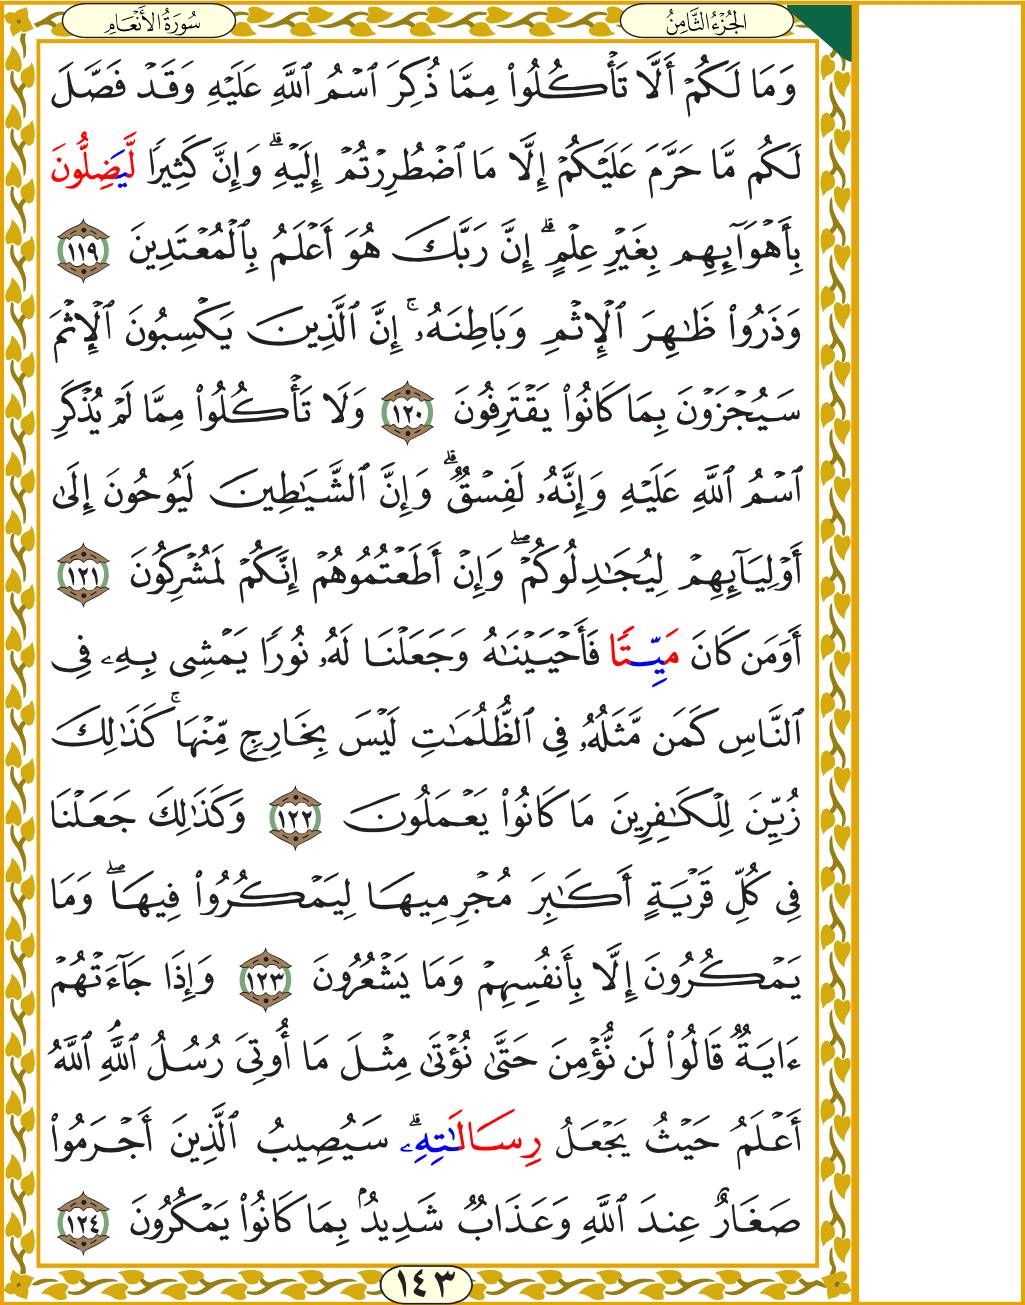 الجُزْءُ الثَّامِنُ
سُورَةُ الأَنْعَامِ
وَمَا لَكُمْ أَلَّا تَأْكُلُوا۟ مِمَّا ذُكِرَ ٱسْمُ ٱللَّهِ عَلَيْهِ وَقَدْ فَصَّلَ
لَكُم مَّا حَرَّمَ عَلَيْكُمْ إِلَّا مَا ٱضْطُرِرْتُمْ إِلَيْهِ ۗ وَإِنَّ كَثِيرًا لَّيَضِلُّونَ
بِأَهْوَآئِهِم بِغَيْرِ عِلْمٍ ۗ إِنَّ رَبَّكَ هُوَ أَعْلَمُ بِٱلْمُعْتَدِينَ ١١٩
وَذَرُوا۟ ظَـٰهِرَ ٱلْإِثْمِ وَبَاطِنَهُۥٓ ۚ إِنَّ ٱلَّذِينَ يَكْسِبُونَ ٱلْإِثْمَ
سَيُجْزَوْنَ بِمَا كَانُوا۟ يَقْتَرِفُونَ ١٢٠ وَلَا تَأْكُلُوا۟ مِمَّا لَمْ يُذْكَرِ
ٱسْمُ ٱللَّهِ عَلَيْهِ وَإِنَّهُۥ لَفِسْقٌ ۗ وَإِنَّ ٱلشَّيَـٰطِينَ لَيُوحُونَ إِلَىٰ
أَوْلِيَآئِهِمْ لِيُجَـٰدِلُوكُمْ ۖ وَإِنْ أَطَعْتُمُوهُمْ إِنَّكُمْ لَمُشْرِكُونَ ١٢١
أَوَمَن كَانَ مَيِّتًا فَأَحْيَيْنَـٰهُ وَجَعَلْنَا لَهُۥ نُورًا يَمْشِى بِهِۦ فِى
ٱلنَّاسِ كَمَن مَّثَلُهُۥ فِى ٱلظُّلُمَـٰتِ لَيْسَ بِخَارِجٍ مِّنْهَا ۚ كَذَٰلِكَ
زُيِّنَ لِلْكَـٰفِرِينَ مَا كَانُوا۟ يَعْمَلُونَ ١٢٢ وَكَذَٰلِكَ جَعَلْنَا
فِى كُلِّ قَرْيَةٍ أَكَـٰبِرَ مُجْرِمِيهَا لِيَمْكُرُوا۟ فِيهَا ۖ وَمَا
يَمْكُرُونَ إِلَّا بِأَنفُسِهِمْ وَمَا يَشْعُرُونَ ١٢٣ وَإِذَا جَآءَتْهُمْ
ءَايَةٌ قَالُوا۟ لَن نُّؤْمِنَ حَتَّىٰ نُؤْتَىٰ مِثْلَ مَا أُوتِىَ رُسُلُ ٱللَّهِ ۘ ٱللَّهُ
أَعْلَمُ حَيْثُ يَجْعَلُ رِسَالَـٰتِهِۦ ۗ سَيُصِيبُ ٱلَّذِينَ أَجْرَمُوا۟
صَغَارٌ عِندَ ٱللَّهِ وَعَذَابٌ شَدِيدٌۢ بِمَا كَانُوا۟ يَمْكُرُونَ ١٢٤
١٤٣